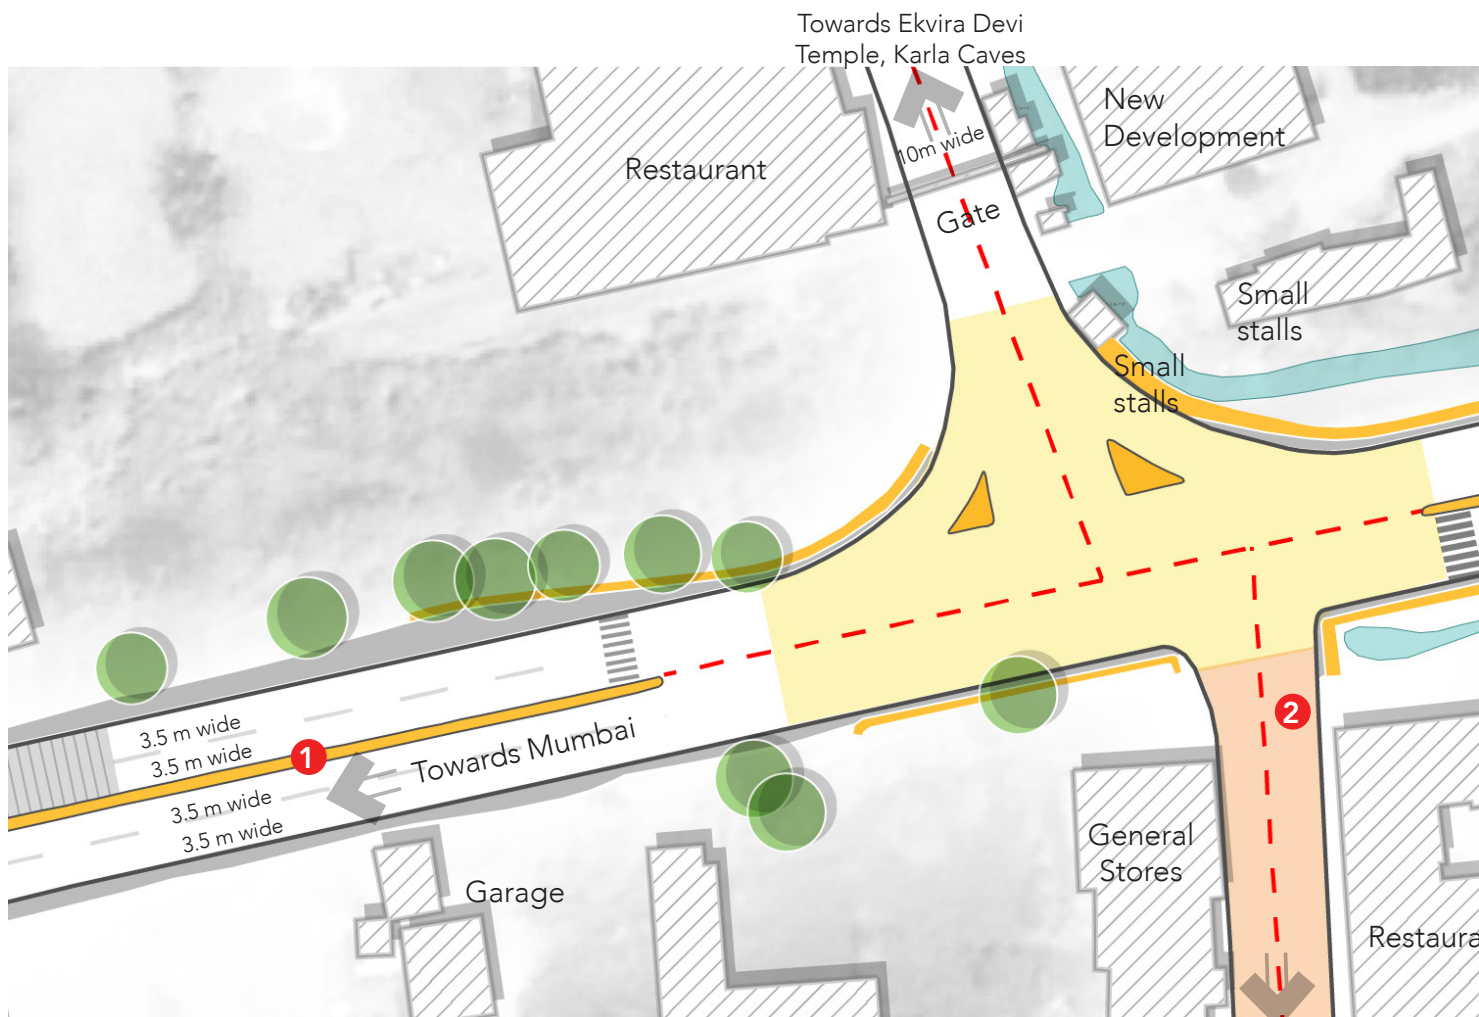 Towards Ekvira Devi
Temple, Karla Caves
New
Development
10m wide
Restaurant
Gate
Small
stalls
Small
stalls
2
3.5 m wide
3.5 m wide
1
Towards Mumbai
3.5 m wide
3.5 m wide
General
Stores
Garage
Restaura